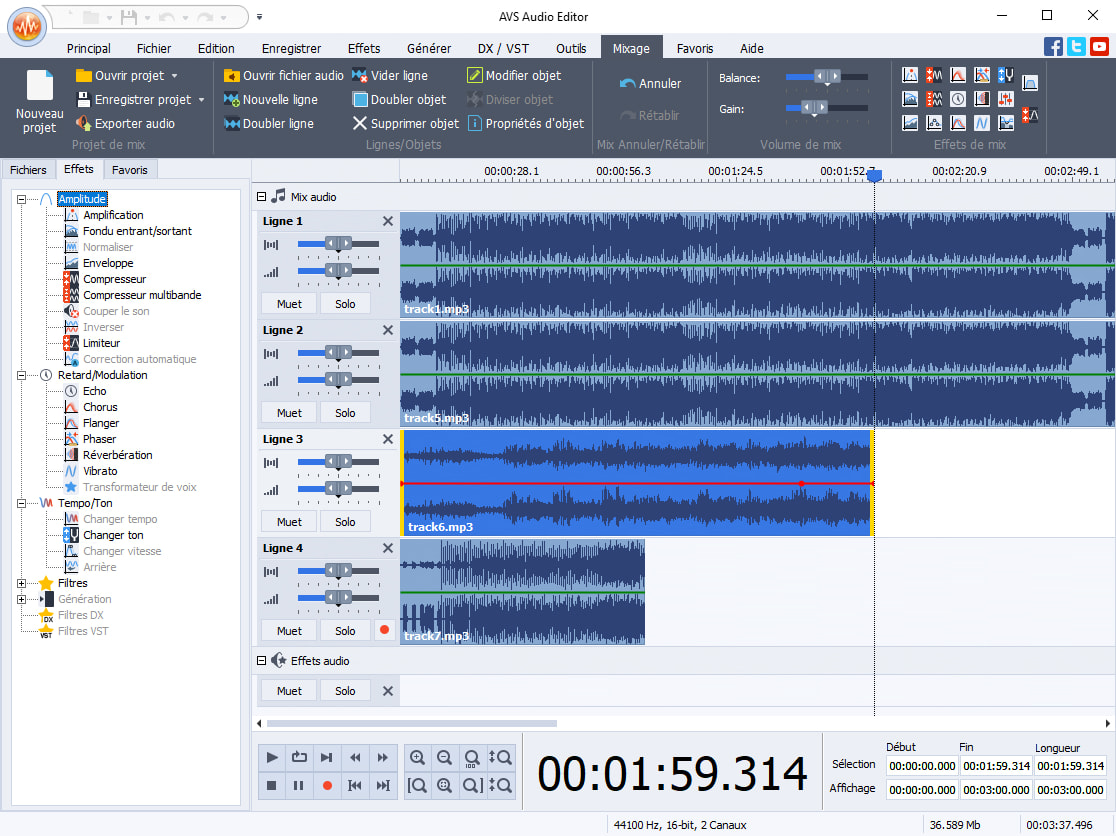 AVS Audio Editor
Principal Fichier Edition Enregistrer Effets Générer DX / VST Outils Mixage Favoris Aide
Nouveau projet
Ouvrir projet
Enregistrer projet
Exporter audio
Projet de mix
Ouvrir fichier audio
Nouvelle ligne
Doubler ligne
Vider ligne
Doubler objet
Supprimer objet
Modifier objet
Diviser objet
Propriétés d'objet
Lignes/Objets
Annuler
Rétablir
Mix Annuler/Rétablir
Balance:
Gain:
Volume de mix
Effets de mix
Fichiers Effets Favoris
Amplitude
Amplification
Fondu entrant/sortant
Normaliser
Enveloppe
Compresseur
Compresseur multibande
Couper le son
Inverser
Limiteur
Correction automatique
Retard/Modulation
Echo
Chorus
Flanger
Phaser
Réverbération
Vibrato
Transformateur de voix
Tempo/Ton
Changer tempo
Changer ton
Changer vitesse
Arrière
Filtres
Génération
DX Filtres DX
VST Filtres VST
00:00:28.1 00:00:56.3 00:01:24.5 00:01:52.7 00:02:20.9 00:02:49.1
Mix audio
Ligne 1
Muet Solo
track1.mp3
Ligne 2
Muet Solo
track5.mp3
Ligne 3
Muet Solo
track6.mp3
Ligne 4
Muet Solo
track7.mp3
Effets audio
Muet Solo
100
00:01:59.314
Début Fin Longueur
Sélection 00:00:00.000 00:01:59.314 00:01:59.314
Affichage 00:00:00.000 00:03:00.000 00:03:00.000
44100 Hz, 16-bit, 2 Canaux 36.589 Mb 00:03:37.496